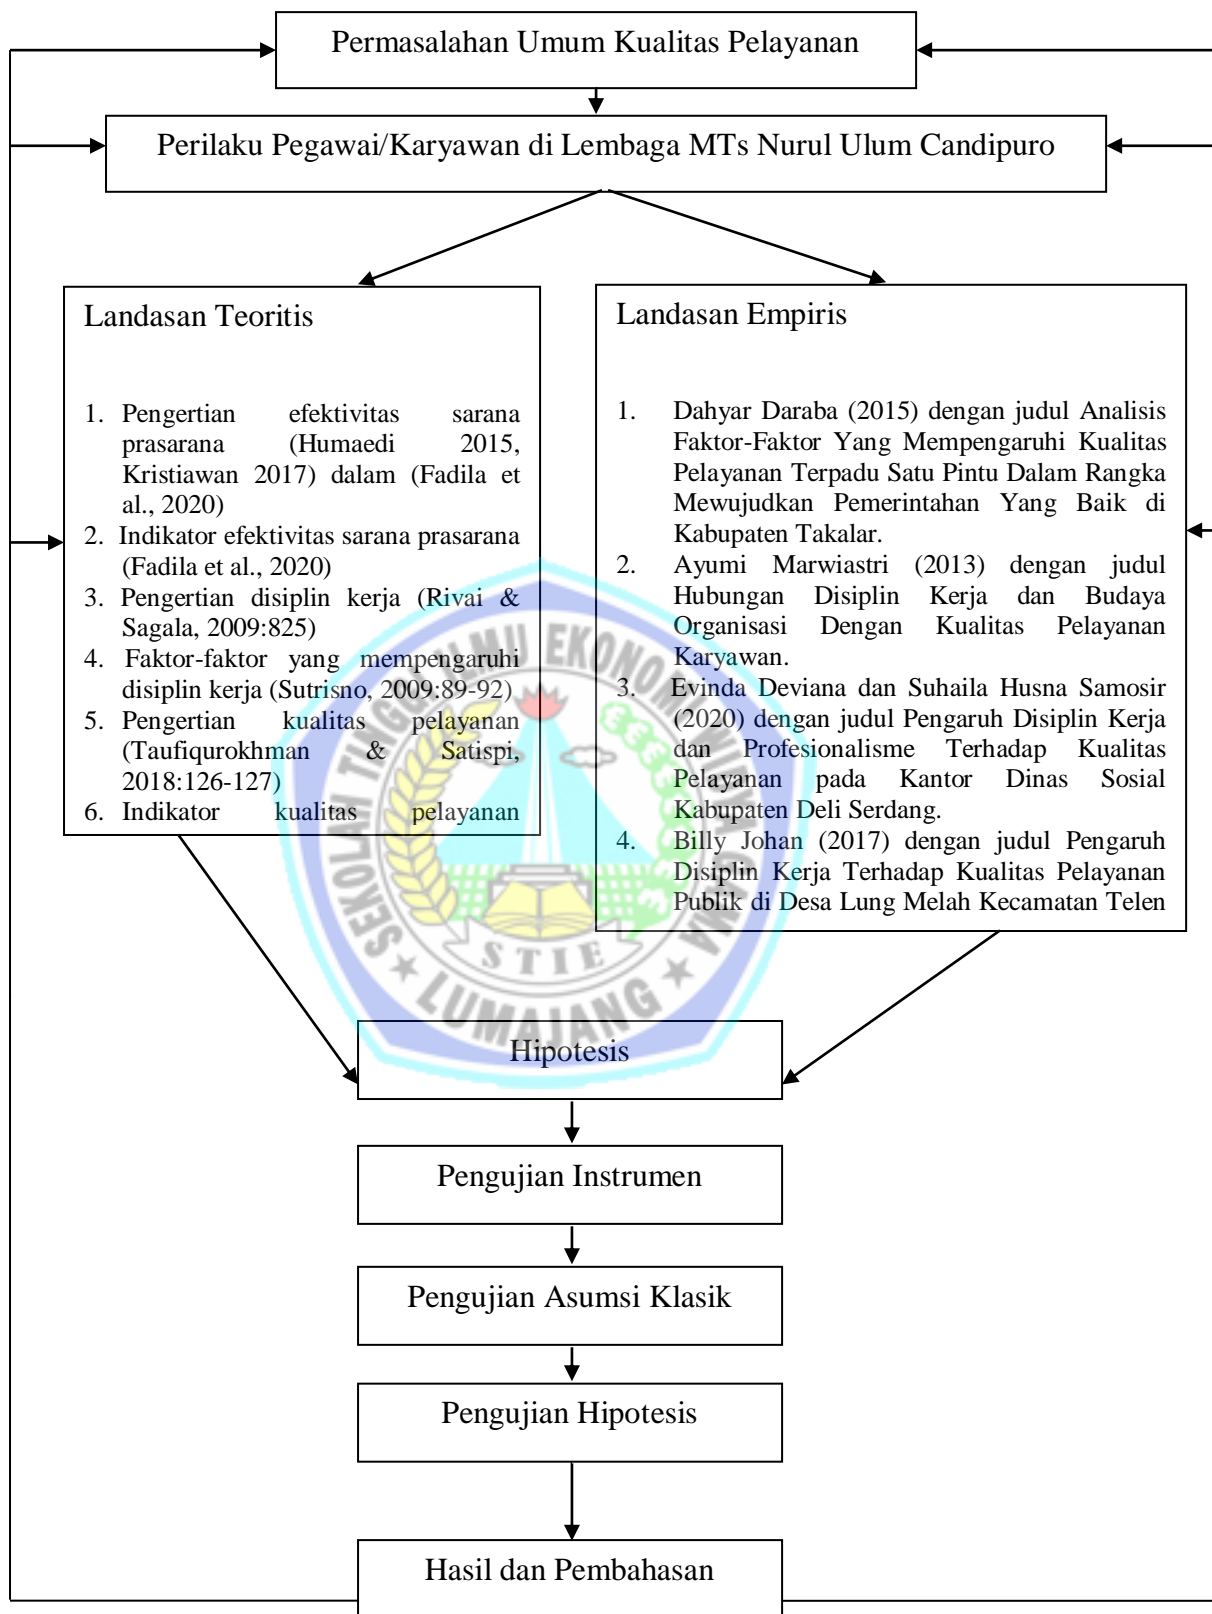 Permasalahan Umum Kualitas Pelayanan
Perilaku Pegawai/Karyawan di Lembaga MTs Nurul Ulum Candipuro
Landasan Teoritis
1. Pengertian efektivitas sarana
prasarana (Humaedi 2015,
Kristiawan 2017) dalam (Fadila et
al., 2020)
2. Indikator efektivitas sarana prasarana
(Fadila et al., 2020)
3. Pengertian disiplin kerja (Rivai &
Sagala, 2009:825)
4. Faktor-faktor yang mempengaruhi
disiplin kerja (Sutrisno, 2009:89-92)
5. Pengertian kualitas pelayanan
(Taufiqurokhman & Satispi,
2018:126-127)
6. Indikator kualitas pelayanan
Landasan Empiris
1. Dahyar Daraba (2015) dengan judul Analisis
Faktor-Faktor Yang Mempengaruhi Kualitas
Pelayanan Terpadu Satu Pintu Dalam Rangka
Mewujudkan Pemerintahan Yang Baik di
Kabupaten Takalar.
2. Ayumi Marwiastri (2013) dengan judul
Hubungan Disiplin Kerja dan Budaya
Organisasi Dengan Kualitas Pelayanan
Karyawan.
3. Evinda Deviana dan Suhaila Husna Samosir
(2020) dengan judul Pengaruh Disiplin Kerja
dan Profesionalisme Terhadap Kualitas
Pelayanan pada Kantor Dinas Sosial
Kabupaten Deli Serdang.
4. Billy Johan (2017) dengan judul Pengaruh
Disiplin Kerja Terhadap Kualitas Pelayanan
Publik di Desa Lung Melah Kecamatan Telen
SEKOLAH TINGGI ILMU EKONOMI WIDYA GAMA
STIE
LUMAJANG
Hipotesis
Pengujian Instrumen
Pengujian Asumsi Klasik
Pengujian Hipotesis
Hasil dan Pembahasan